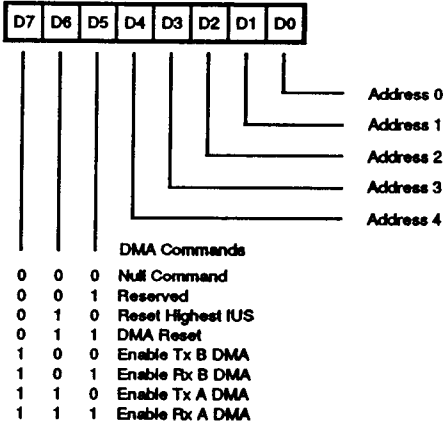 D7 D6 D5 D4 D3 D2 D1 D0
Address 0
Address 1
Address 2
Address 3
Address 4
DMA Commands
0 0 0 Null Command
0 0 1 Reserved
0 1 0 Reset Highest IUS
0 1 1 DMA Reset
1 0 0 Enable Tx B DMA
1 0 1 Enable Rx B DMA
1 1 0 Enable Tx A DMA
1 1 1 Enable Rx A DMA